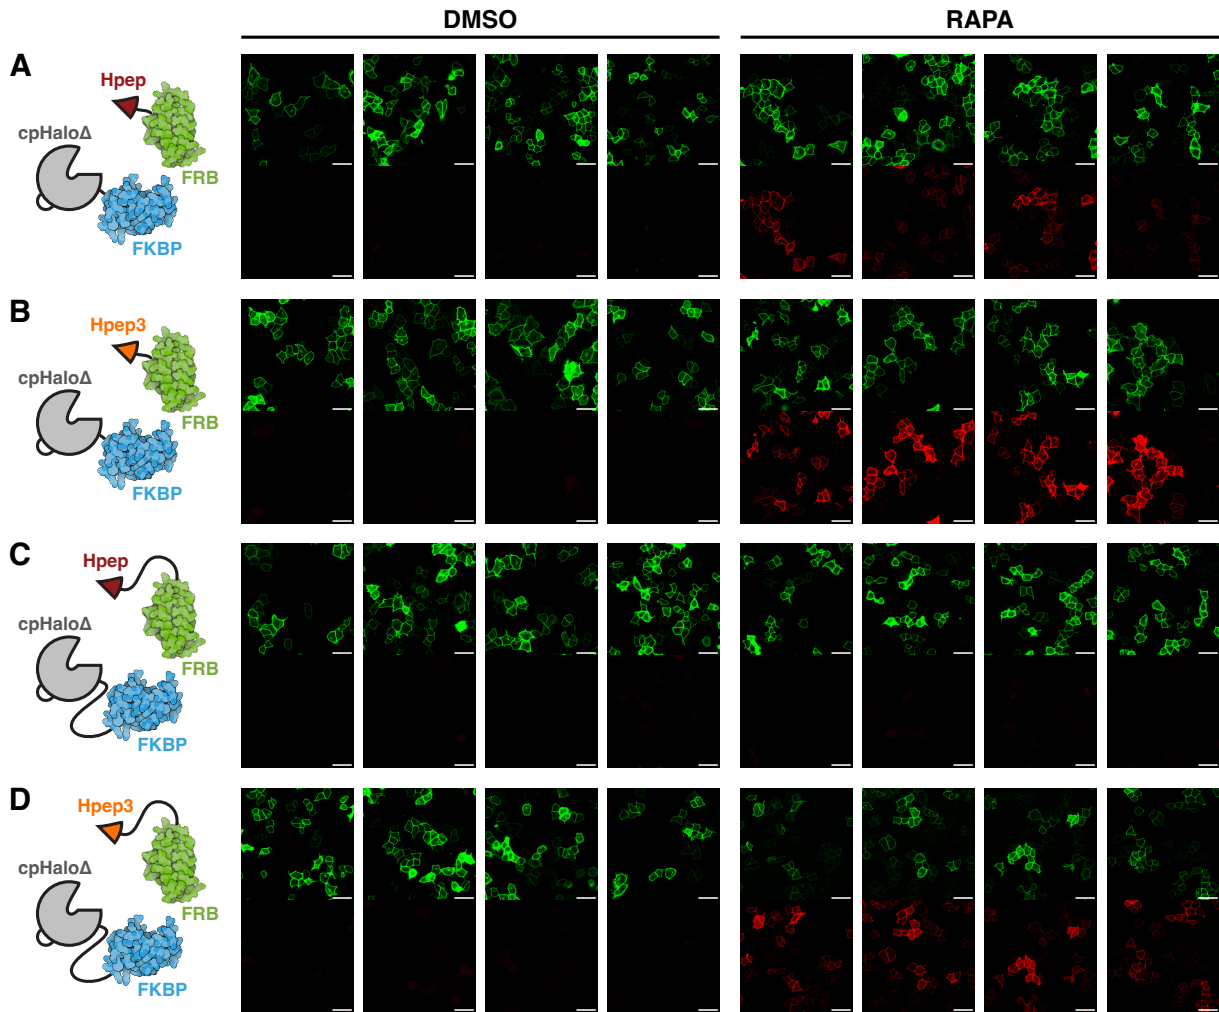 DMSO
RAPA
A
Hpep
cpHaloΔ
FRB
FKBP
B
Hpep3
cpHaloΔ
FRB
FKBP
C
Hpep
cpHaloΔ
FRB
FKBP
D
Hpep3
cpHaloΔ
FRB
FKBP